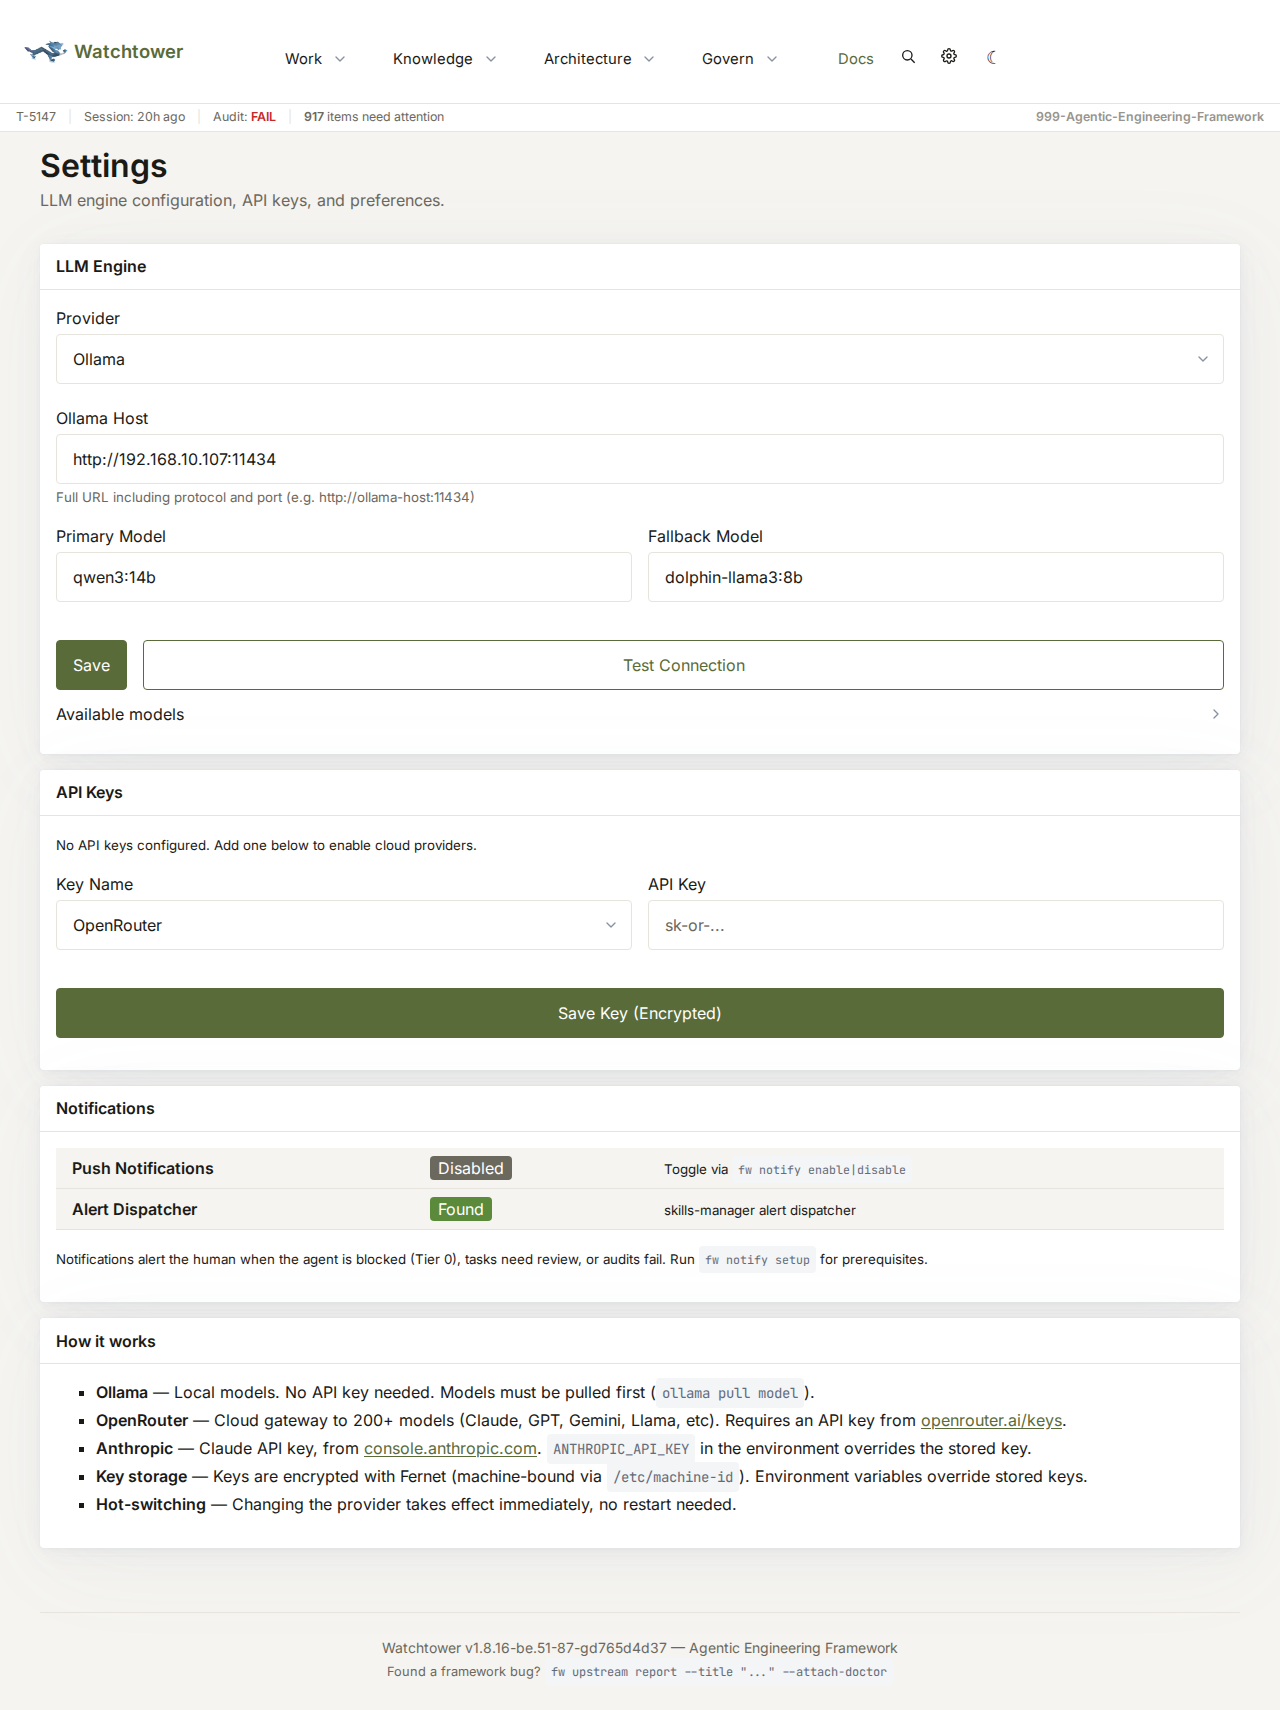 Watchtower
Work
Knowledge
Architecture
Govern
Docs
T-5147
Session: 20h ago
Audit: FAIL
917 items need attention
999-Agentic-Engineering-Framework
Settings
LLM engine configuration, API keys, and preferences.
LLM Engine
Provider
Ollama
Ollama Host
http://192.168.10.107:11434
Full URL including protocol and port (e.g. http://ollama-host:11434)
Primary Model
Fallback Model
qwen3:14b
dolphin-llama3:8b
Save
Test Connection
Available models
API Keys
No API keys configured. Add one below to enable cloud providers.
Key Name
API Key
OpenRouter
sk-or-...
Save Key (Encrypted)
Notifications
Push Notifications
Disabled
Toggle via fw notify enable|disable
Alert Dispatcher
Found
skills-manager alert dispatcher
Notifications alert the human when the agent is blocked (Tier 0), tasks need review, or audits fail. Run fw notify setup for prerequisites.
How it works
Ollama — Local models. No API key needed. Models must be pulled first (ollama pull model).
OpenRouter — Cloud gateway to 200+ models (Claude, GPT, Gemini, Llama, etc). Requires an API key from openrouter.ai/keys.
Anthropic — Claude API key, from console.anthropic.com. ANTHROPIC_API_KEY in the environment overrides the stored key.
Key storage — Keys are encrypted with Fernet (machine-bound via /etc/machine-id). Environment variables override stored keys.
Hot-switching — Changing the provider takes effect immediately, no restart needed.
Watchtower v1.8.16-be.51-87-gd765d4d37 — Agentic Engineering Framework
Found a framework bug? fw upstream report --title "..." --attach-doctor